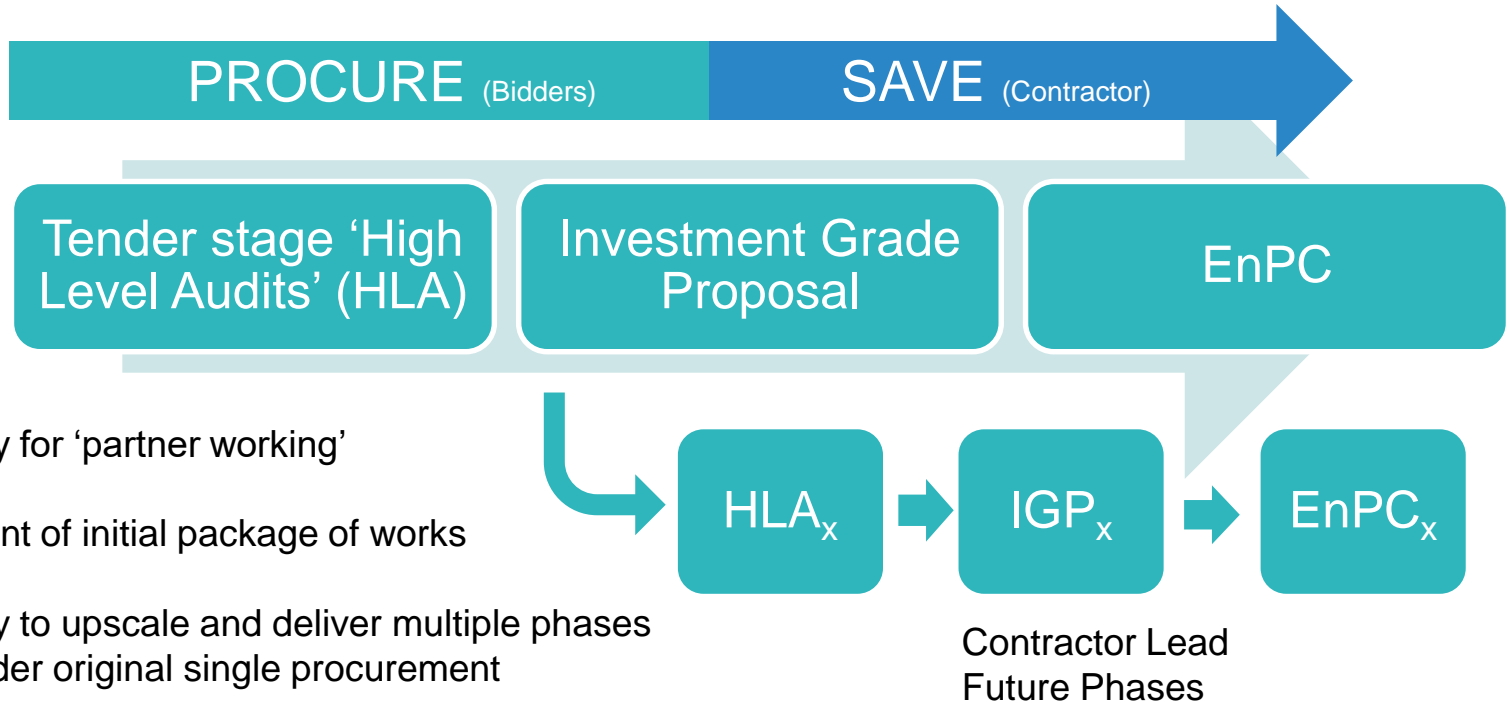 PROCURE (Bidders)
SAVE (Contractor)
Tender stage ‘High
Level Audits’ (HLA)
Investment Grade
Proposal
EnPC
y for ‘partner working’
nt of initial package of works
y to upscale and deliver multiple phases
der original single procurement
HLAx
IGPx
EnPCx
Contractor Lead
Future Phases